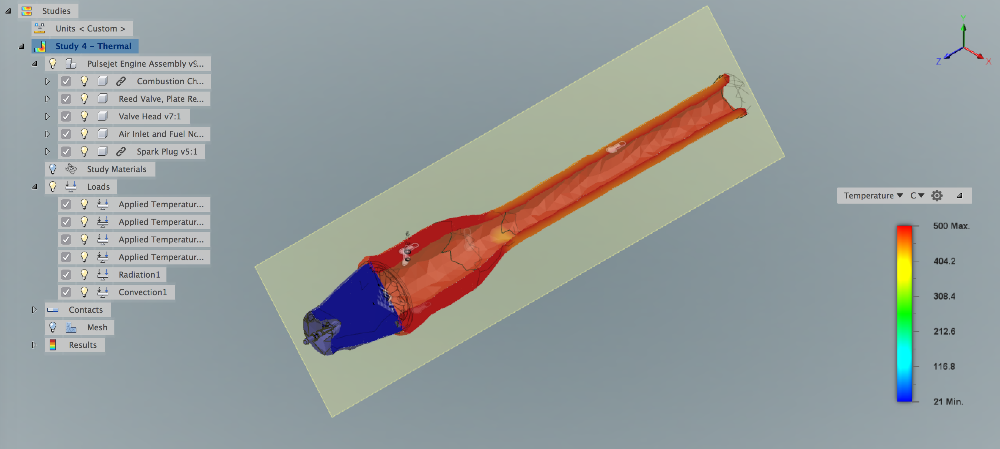 Studies
Units < Custom >
Study 4 – Thermal
Pulsejet Engine Assembly v9...
Combustion Ch...
Reed Valve, Plate Re...
Valve Head v7:1
Air Inlet and Fuel No...
Spark Plug v5:1
Study Materials
Loads
Applied Temperatur...
Applied Temperatur...
Applied Temperatur...
Applied Temperatur...
Radiation1
Convection1
Contacts
Mesh
Results
Y
Z
X
Temperature C
500 Max.
404.2
308.4
212.6
116.8
21 Min.